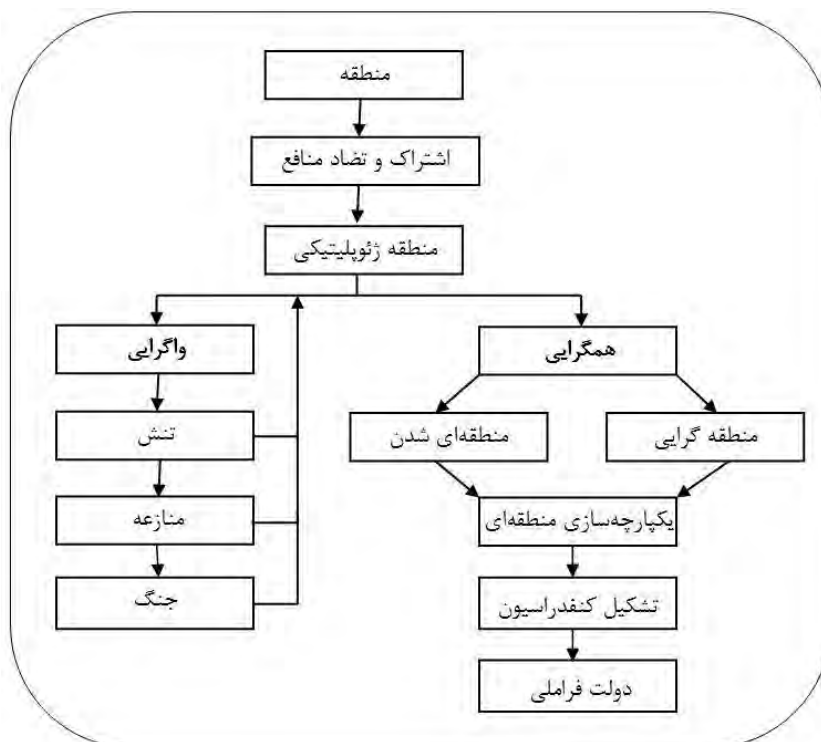 منطقه
اشتراک و تضاد منافع
منطقه ژئوپلیتیکی
همگرایی
واگرایی
منطقه گرایی
منطقه‌ای شدن
تنش
یکپارچه‌سازی منطقه‌ای
منازعه
تشکیل کنفدراسیون
جنگ
دولت فراملی